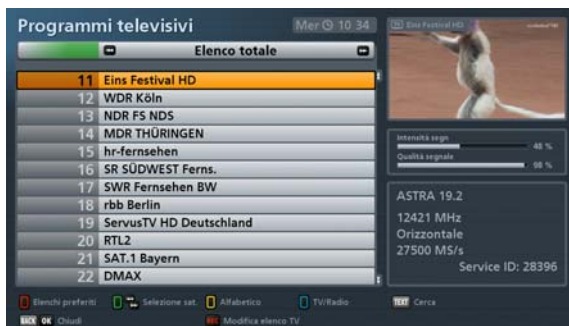 Programmi televisivi
Mer 10 34
Elenco totale
11 Eins Festival HD
12 WDR Köln
13 NDR FS NDS
14 MDR THÜRINGEN
15 hr-fernsehen
16 SR SÜDWEST Ferns.
17 SWR Fernsehen BW
18 rbb Berlin
19 ServusTV HD Deutschland
20 RTL2
21 SAT.1 Bayern
22 DMAX
Eins Festival HD
Intensità segn
48 %
Qualità segnale
98 %
ASTRA 19.2
12421 MHz
Orizzontale
27500 MS/s
Service ID: 28396
Elenchi preferiti
Selezione sat.
Alfabetico
TV/Radio
TEXT Cerca
BACK OK Chiudi
REC Modifica elenco TV